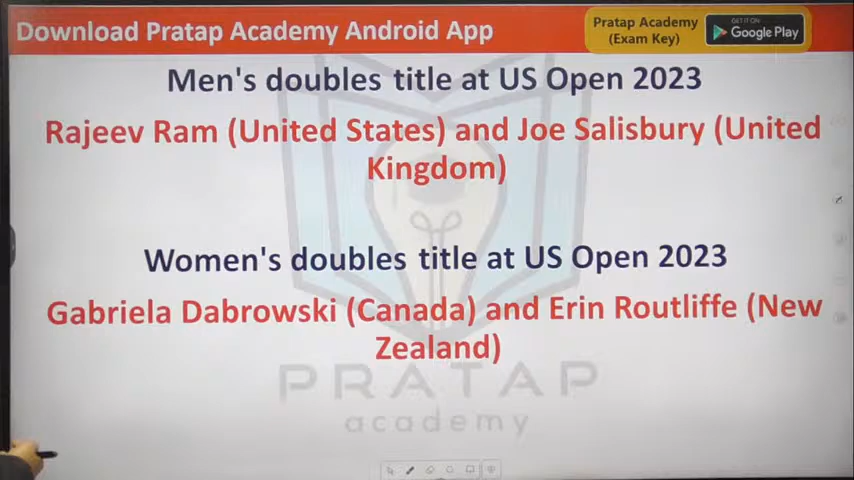 Download Pratap Academy Android App
Pratap Academy
(Exam Key)
GET IT ON
Google Play
Men's doubles title at US Open 2023
Rajeev Ram (United States) and Joe Salisbury (United
Kingdom)
Women's doubles title at US Open 2023
Gabriela Dabrowski (Canada) and Erin Routliffe (New
Zealand)
PRATAP
academy